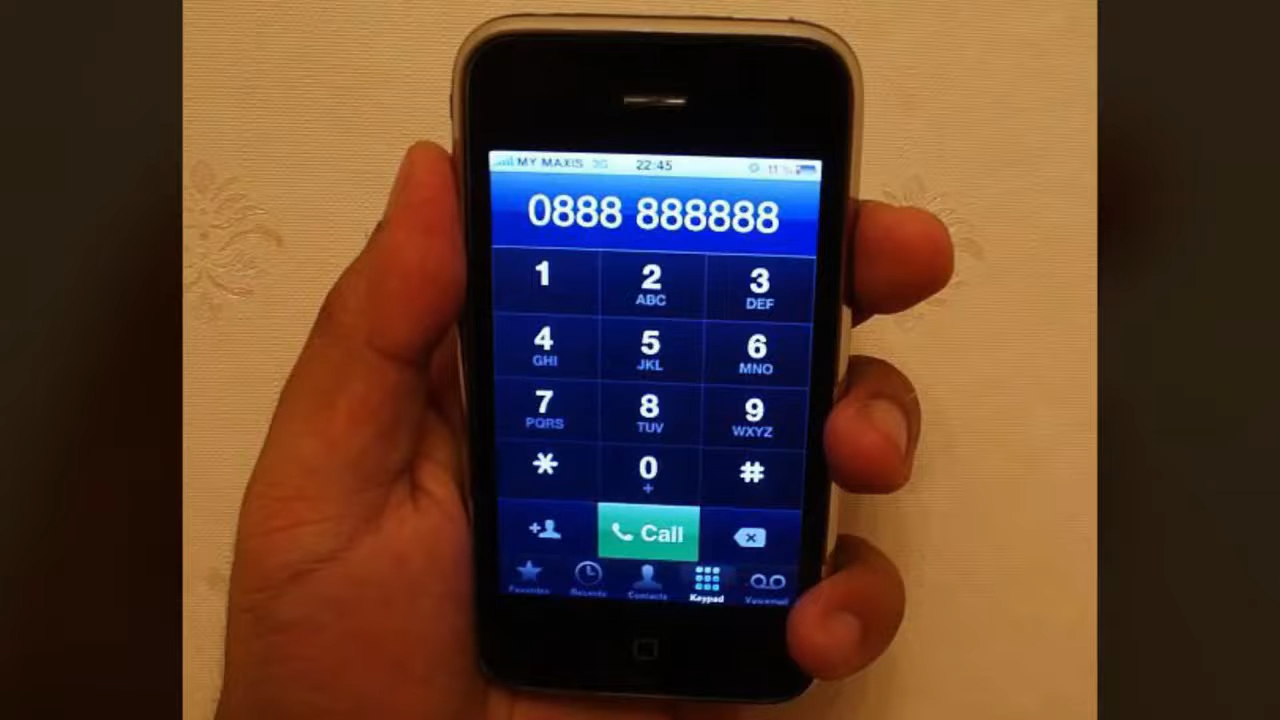 MY MAXIS 3G 22:45 11 %
0888 888888
1 2 3
ABC DEF
4 5 6
GHI JKL MNO
7 8 9
PQRS TUV WXYZ
* 0 #
+
+ Call
Favorites Recents Contacts Keypad Voicemail